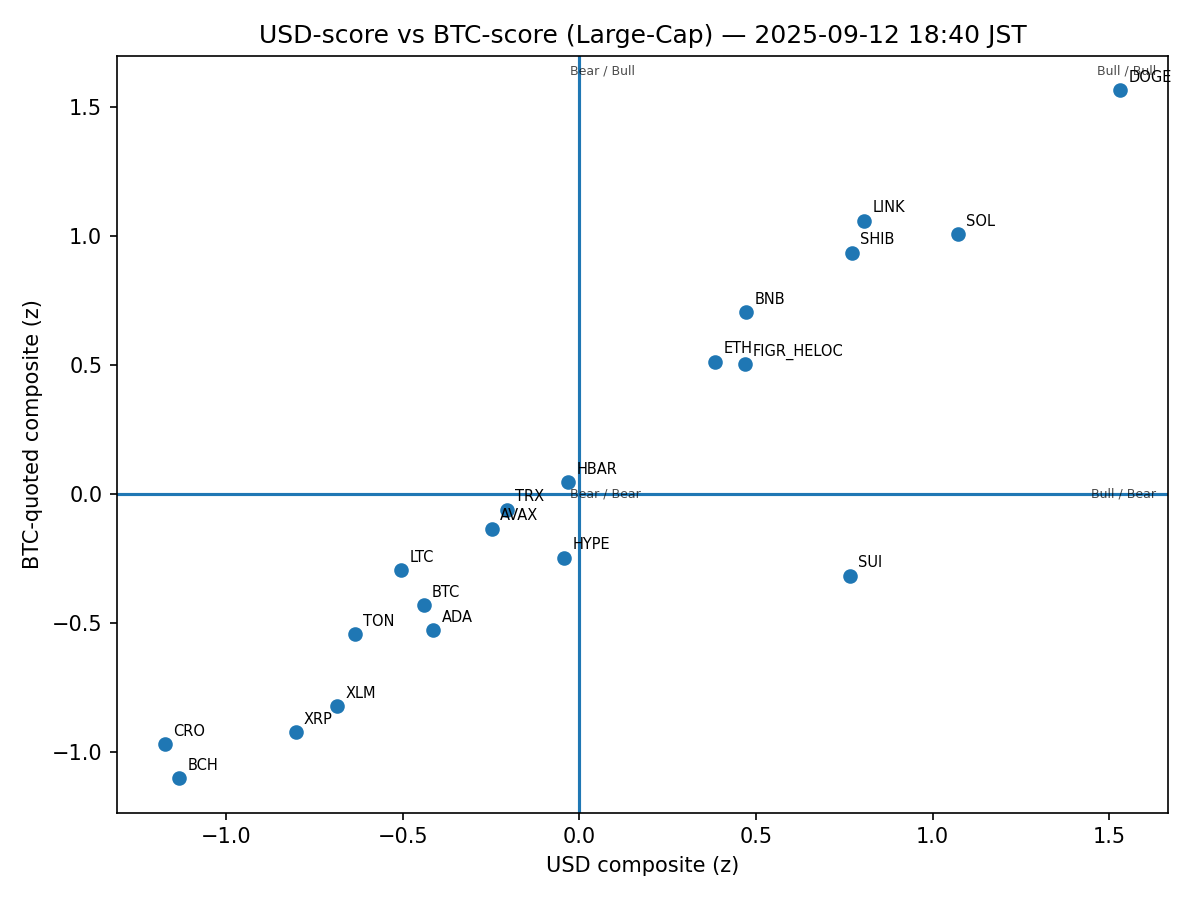 USD-score vs BTC-score (Large-Cap) — 2025-09-12 18:40 JST
Bear / Bull
Bull / Bull
DOGE
1.5
LINK
SOL
SHIB
1.0
BNB
ETH
FIGR_HELOC
0.5
HBAR
TRX
Bear / Bear
Bull / Bear
0.0
AVAX
HYPE
LTC
SUI
BTC
ADA
TON
−0.5
XLM
XRP
CRO
−1.0
BCH
−1.0
−0.5
0.0
0.5
1.0
1.5
USD composite (z)
BTC-quoted composite (z)